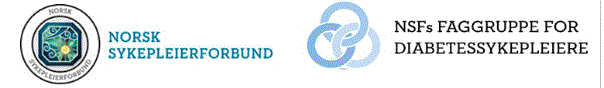 NORSK
SYKEPLEIERFORBUND
NORSK
SYKEPLEIERFORBUND
NSFs FAGGRUPPE FOR
DIABETESSYKEPLEIERE